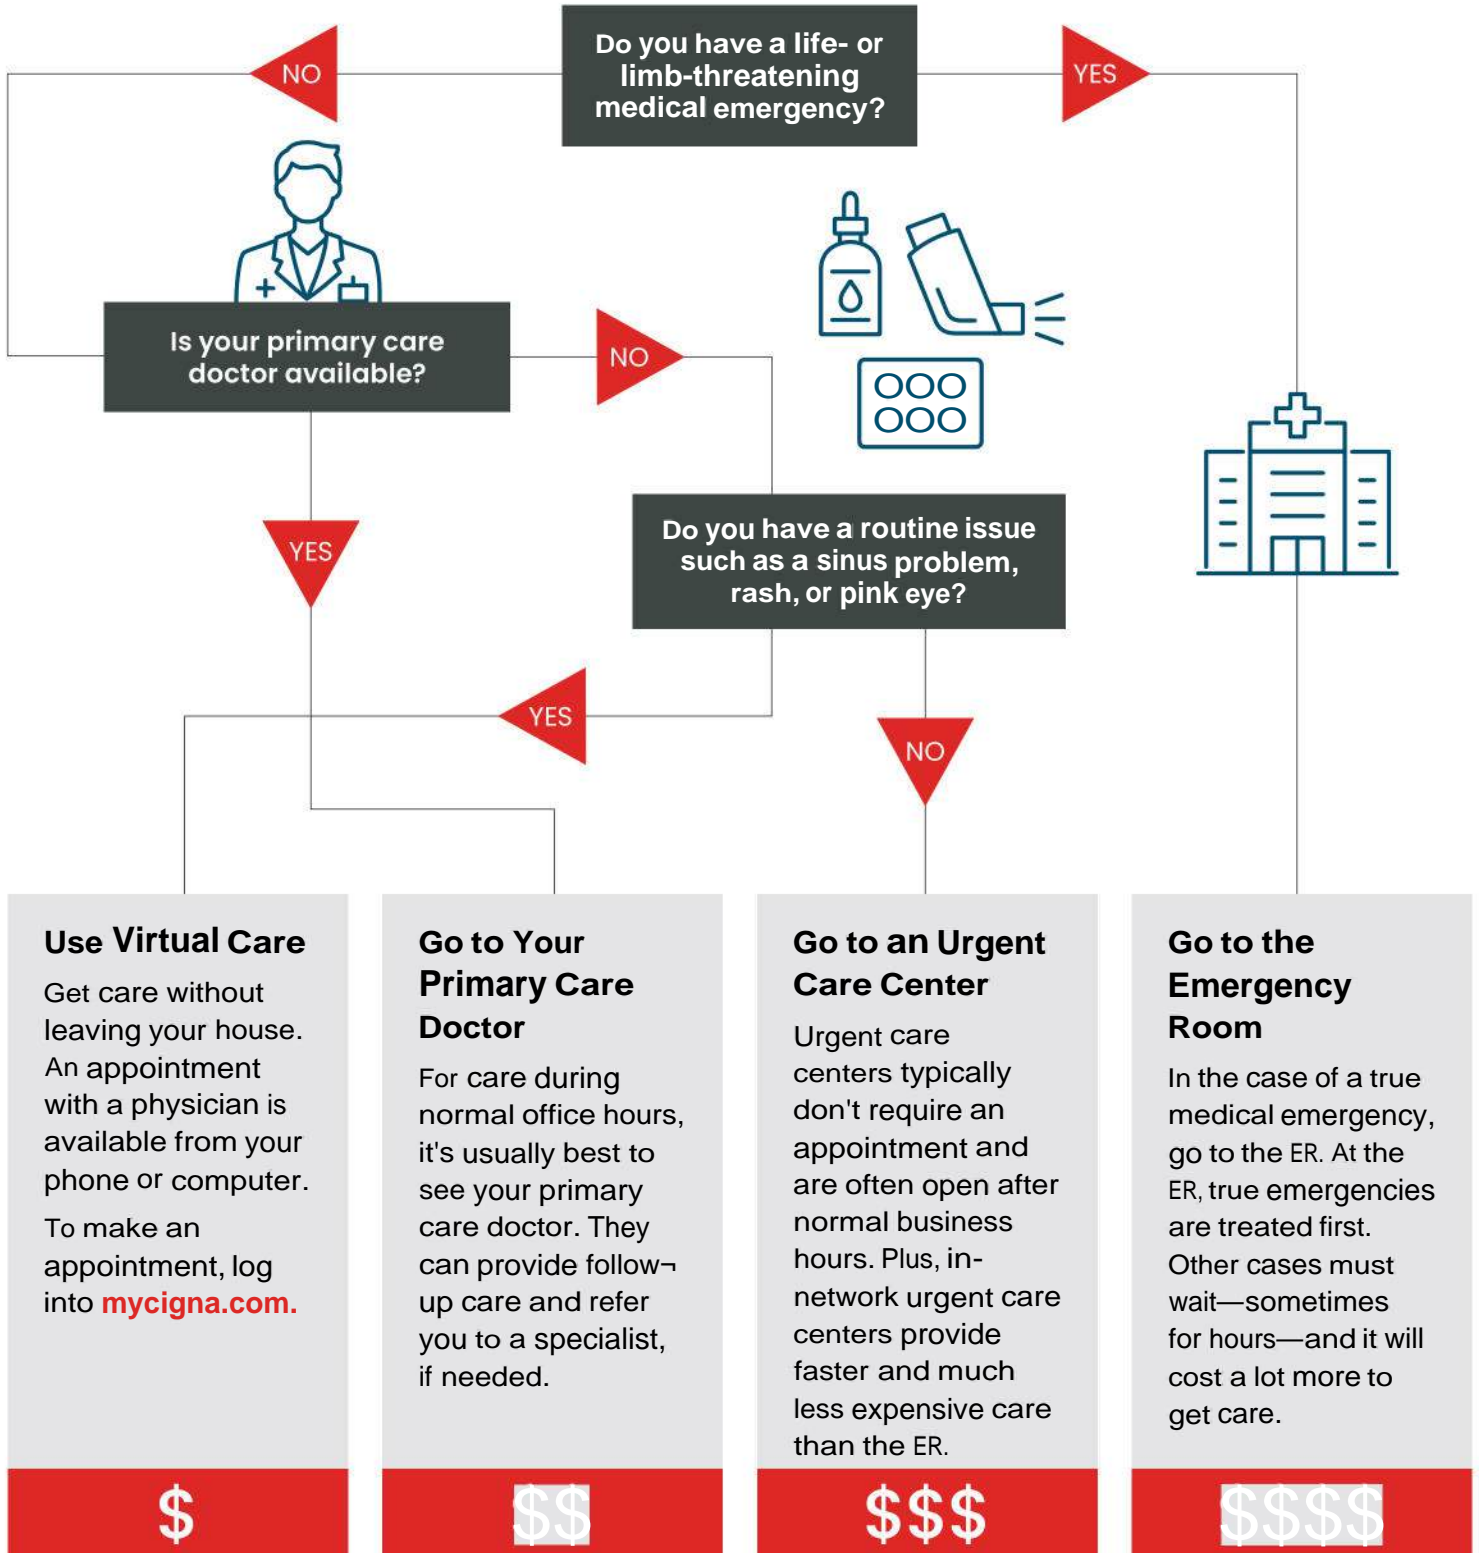 Do you have a life- or
limb-threatening
medical emergency?
NO
YES
Is your primary care
doctor available?
NO
YES
Do you have a routine issue
such as a sinus problem,
rash, or pink eye?
YES
NO
Use Virtual Care
Get care without
leaving your house.
An appointment
with a physician is
available from your
phone or computer.
To make an
appointment, log
into mycigna.com.
$
Go to Your
Primary Care
Doctor
For care during
normal office hours,
it's usually best to
see your primary
care doctor. They
can provide follow¬
up care and refer
you to a specialist,
if needed.
$$
Go to an Urgent
Care Center
Urgent care
centers typically
don't require an
appointment and
are often open after
normal business
hours. Plus, in-
network urgent care
centers provide
faster and much
less expensive care
than the ER.
$$$
Go to the
Emergency
Room
In the case of a true
medical emergency,
go to the ER. At the
ER, true emergencies
are treated first.
Other cases must
wait—sometimes
for hours—and it will
cost a lot more to
get care.
$$$$